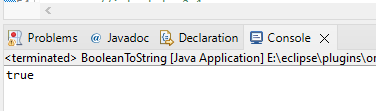 Problems @ Javadoc Declaration Console
<terminated> BooleanToString [Java Application] E:\eclipse\plugins\or
true